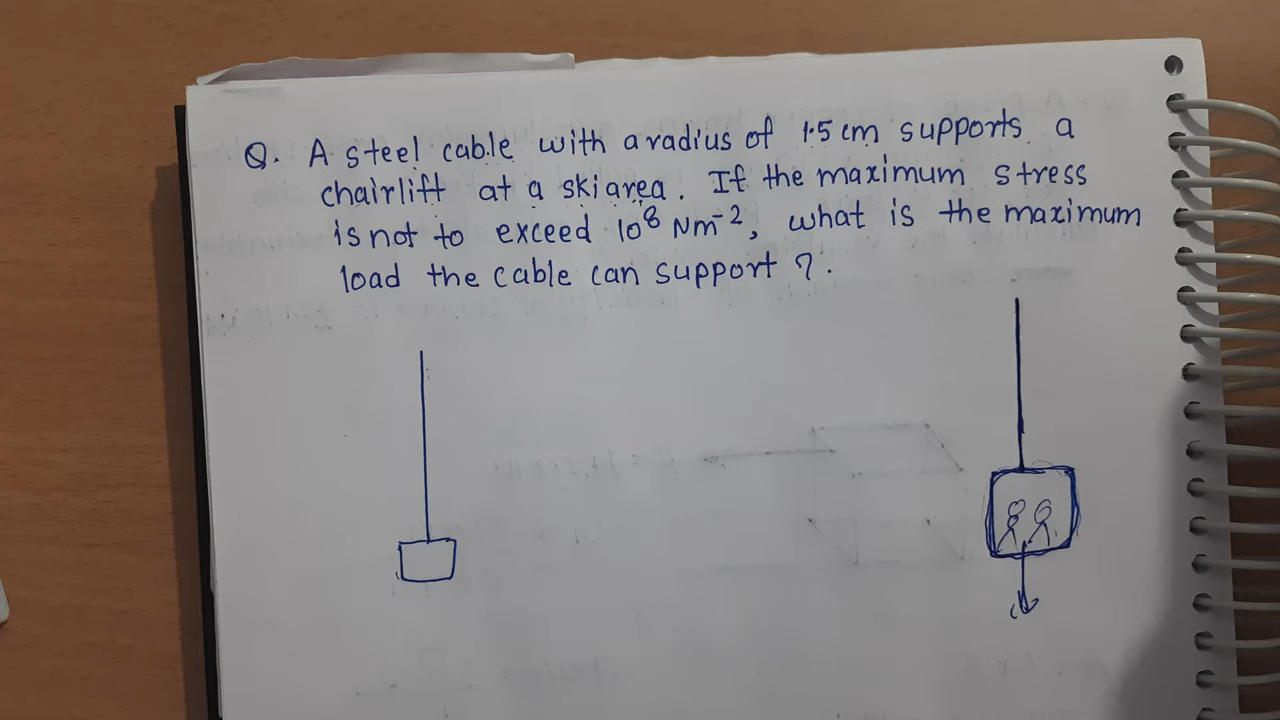 Q. A steel cable with a radius of 1.5 cm supports a
chairlift at a ski area. If the maximum stress
is not to exceed 10⁸ Nm⁻², what is the maximum
load the cable can support ?.